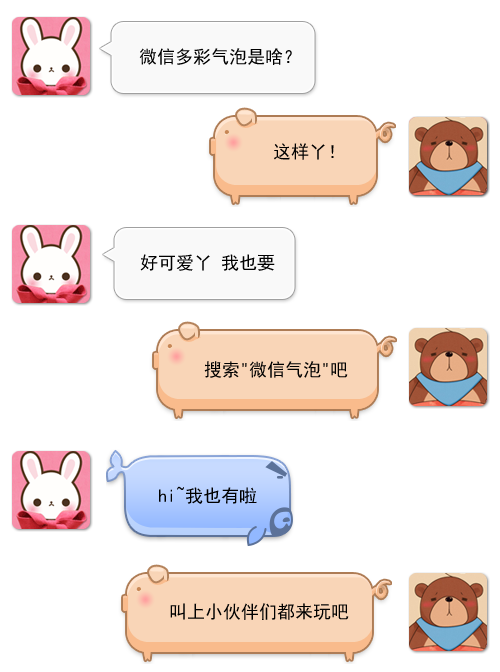 微信多彩气泡是啥？
这样丫！
好可爱丫 我也要
搜索"微信气泡"吧
hi~我也有啦
叫上小伙伴们都来玩吧